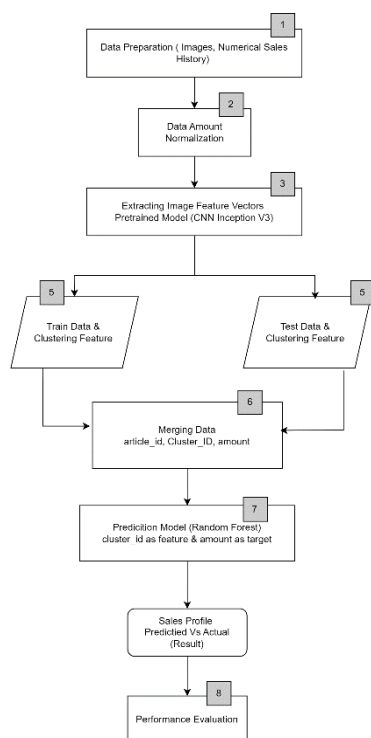 1
Data Preparation ( Images, Numerical Sales
History)
2
Data Amount
Normalization
3
Extracting Image Feature Vectors
Pretrained Model (CNN Inception V3)
5
Train Data &
Clustering Feature
5
Test Data &
Clustering Feature
6
Merging Data
article_id, Cluster_ID, amount
7
Predicition Model (Random Forest)
cluster_id as feature & amount as target
Sales Profile
Predictied Vs Actual
(Result)
8
Performance Evaluation